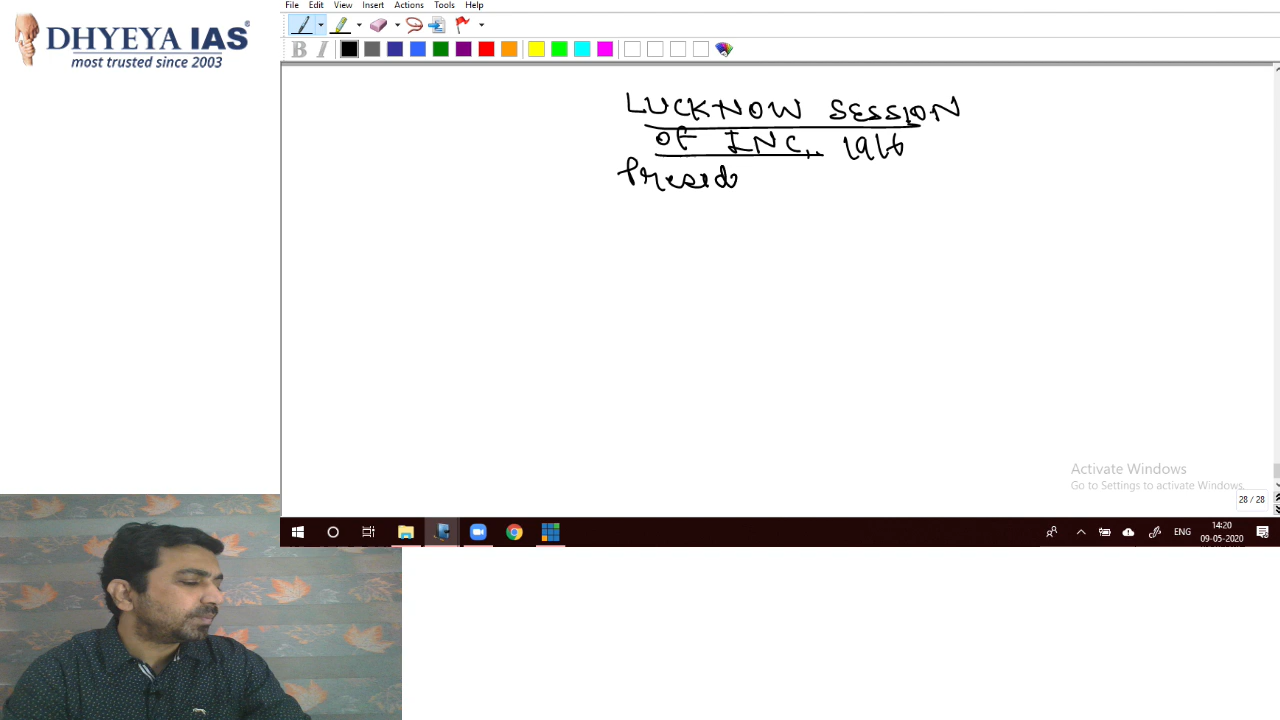 File Edit View Insert Actions Tools Help
DHYEYA IAS®
most trusted since 2003
B I
LUCKNOW SESSION
OF INC, 1916
Presid
Activate Windows
Go to Settings to activate Windows.
28 / 28
ENG
14:20
09-05-2020